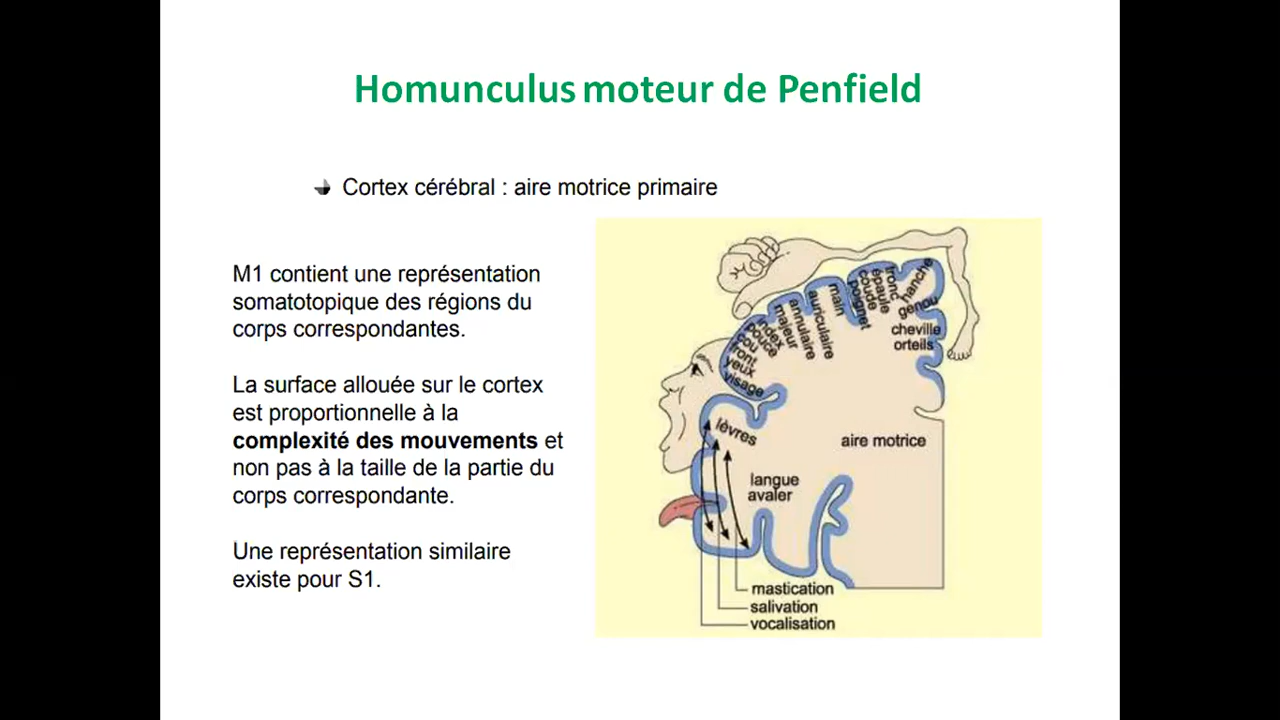 Homunculus moteur de Penfield
Cortex cérébral : aire motrice primaire
M1 contient une représentation
somatotopique des régions du
corps correspondantes.
La surface allouée sur le cortex
est proportionnelle à la
complexité des mouvements et
non pas à la taille de la partie du
corps correspondante.
Une représentation similaire
existe pour S1.
hanche
genou
tronc
épaule
coude
poignet
main
auriculaire
annulaire
majeur
index
pouce
cou
front
yeux
visage
cheville
orteils
lèvres
aire motrice
langue
avaler
mastication
salivation
vocalisation